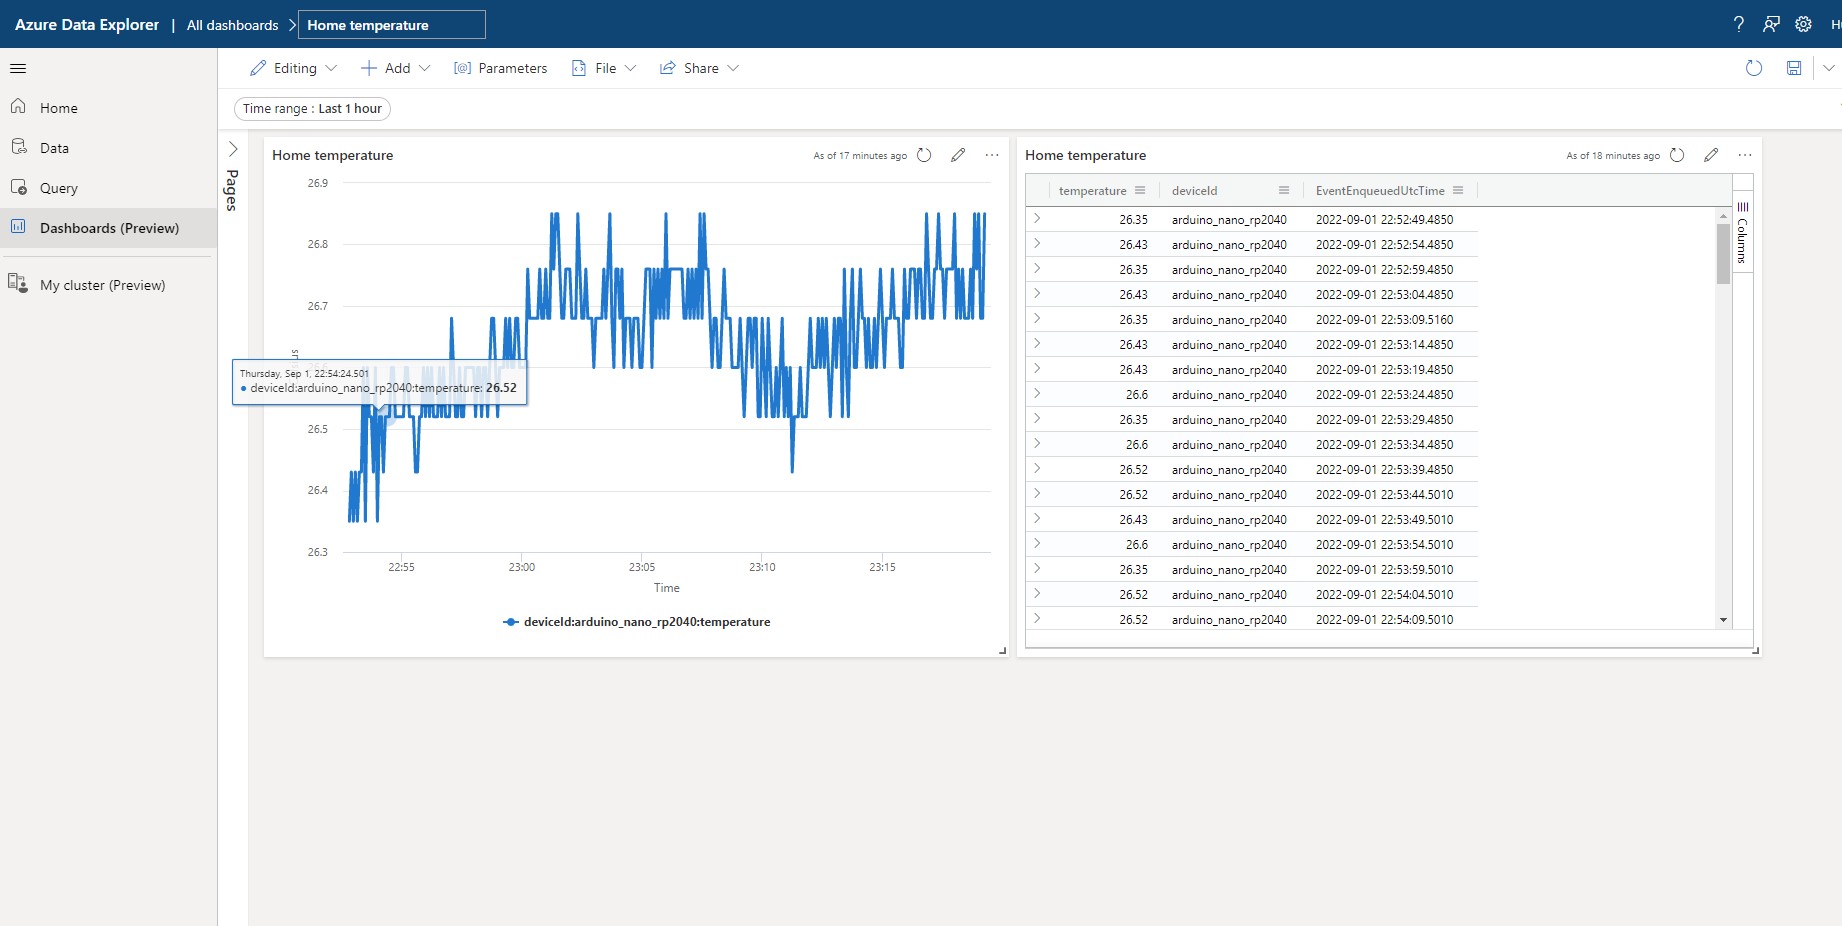 Azure Data Explorer | All dashboards > Home temperature
Editing Add Parameters File Share
Time range : Last 1 hour
Home
Data
Query
Dashboards (Preview)
My cluster (Preview)
Pages
Home temperature As of 17 minutes ago
26.9
26.8
26.7
26.5
26.4
26.3
Thursday, Sep 1, 22:54:24.501
deviceId:arduino_nano_rp2040:temperature: 26.52
22:55 23:00 23:05 23:10 23:15
Time
deviceId:arduino_nano_rp2040:temperature
Home temperature As of 18 minutes ago
temperature deviceId EventEnqueuedUtcTime
26.35 arduino_nano_rp2040 2022-09-01 22:52:49.4850
26.43 arduino_nano_rp2040 2022-09-01 22:52:54.4850
26.35 arduino_nano_rp2040 2022-09-01 22:52:59.4850
26.43 arduino_nano_rp2040 2022-09-01 22:53:04.4850
26.35 arduino_nano_rp2040 2022-09-01 22:53:09.5160
26.43 arduino_nano_rp2040 2022-09-01 22:53:14.4850
26.43 arduino_nano_rp2040 2022-09-01 22:53:19.4850
26.6 arduino_nano_rp2040 2022-09-01 22:53:24.4850
26.35 arduino_nano_rp2040 2022-09-01 22:53:29.4850
26.6 arduino_nano_rp2040 2022-09-01 22:53:34.4850
26.52 arduino_nano_rp2040 2022-09-01 22:53:39.4850
26.52 arduino_nano_rp2040 2022-09-01 22:53:44.5010
26.43 arduino_nano_rp2040 2022-09-01 22:53:49.5010
26.6 arduino_nano_rp2040 2022-09-01 22:53:54.5010
26.35 arduino_nano_rp2040 2022-09-01 22:53:59.5010
26.52 arduino_nano_rp2040 2022-09-01 22:54:04.5010
26.52 arduino_nano_rp2040 2022-09-01 22:54:09.5010
Columns